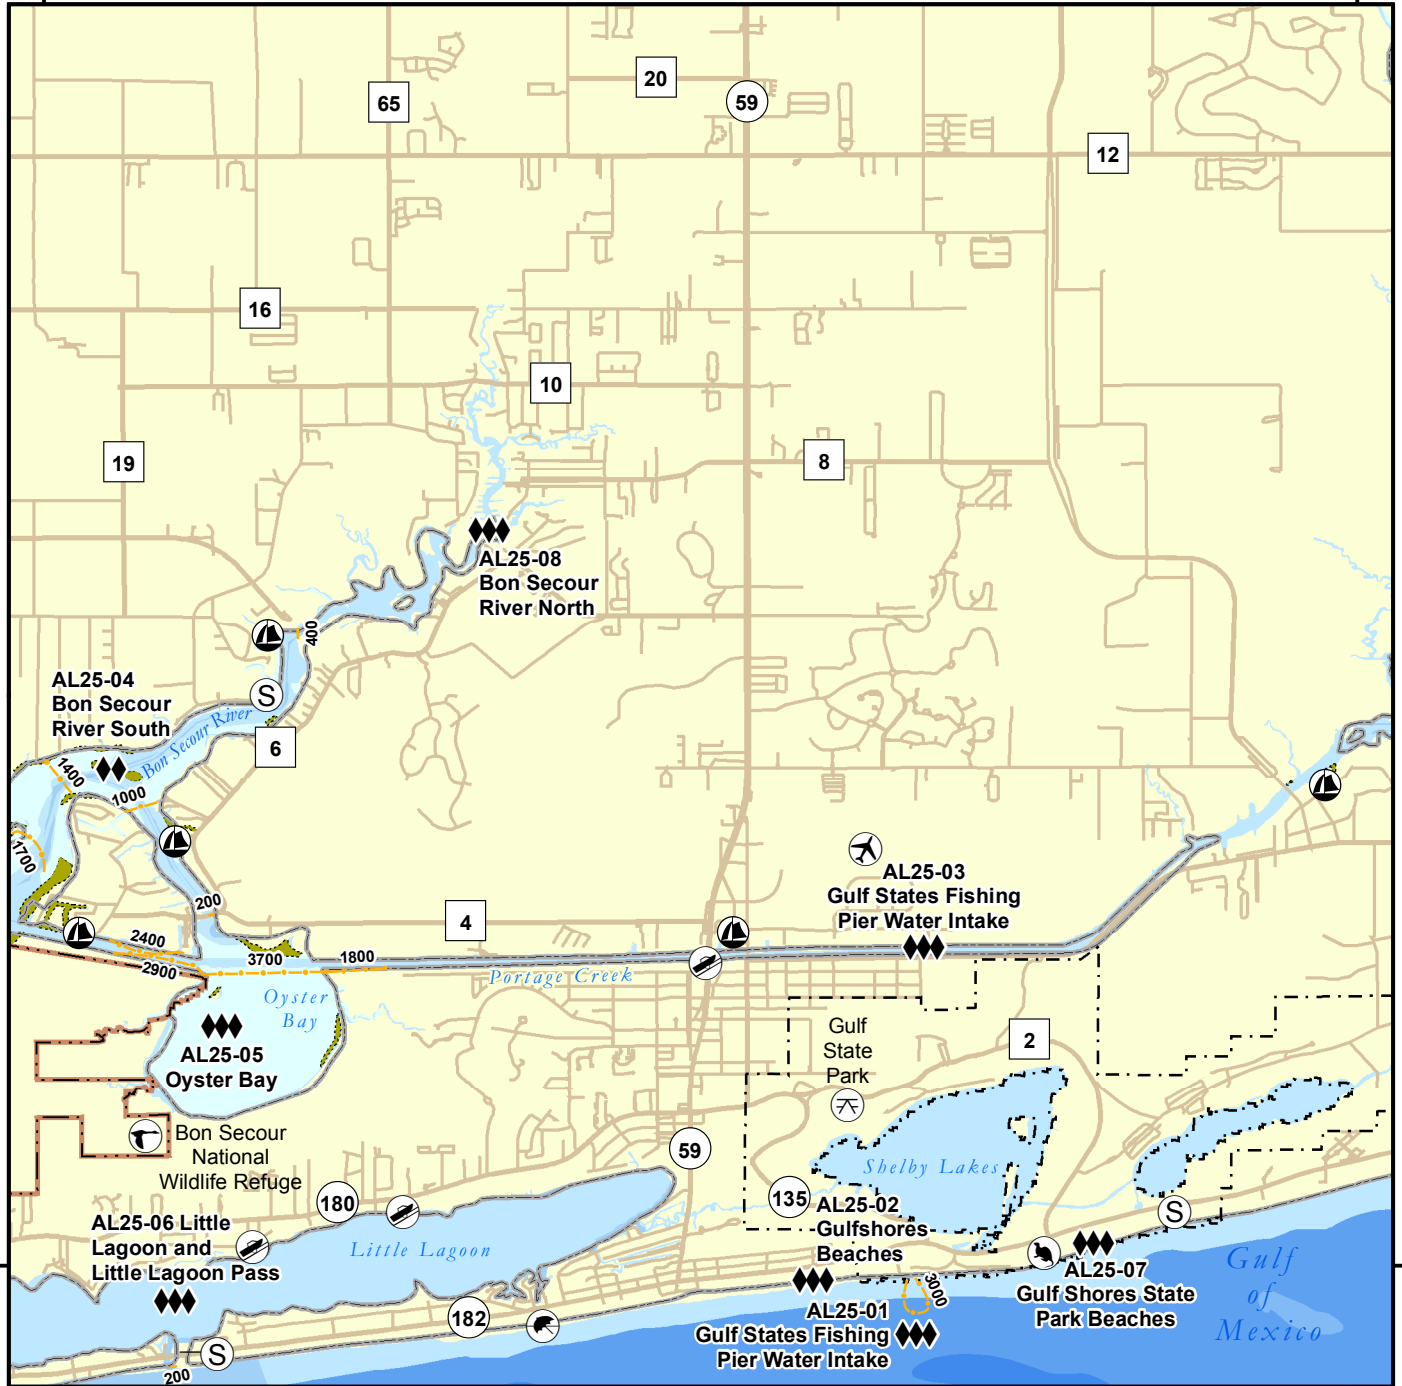 20
65
59
12
16
10
19
8
AL25-08
Bon Secour
River North
400
AL25-04
Bon Secour
River South
S
Bon Secour River
6
1400
1000
1700
AL25-03
Gulf States Fishing
Pier Water Intake
200
4
2400
2900
3700
1800
Portage Creek
Oyster
Bay
AL25-05
Oyster Bay
Gulf
State
Park
2
Bon Secour
National
Wildlife Refuge
59
Shelby Lakes
180
135
AL25-02
Gulfshores
Beaches
S
AL25-06 Little
Lagoon and
Little Lagoon Pass
Little Lagoon
AL25-07
Gulf Shores State
Park Beaches
Gulf
of
Mexico
3000
182
AL25-01
Gulf States Fishing
Pier Water Intake
S
200